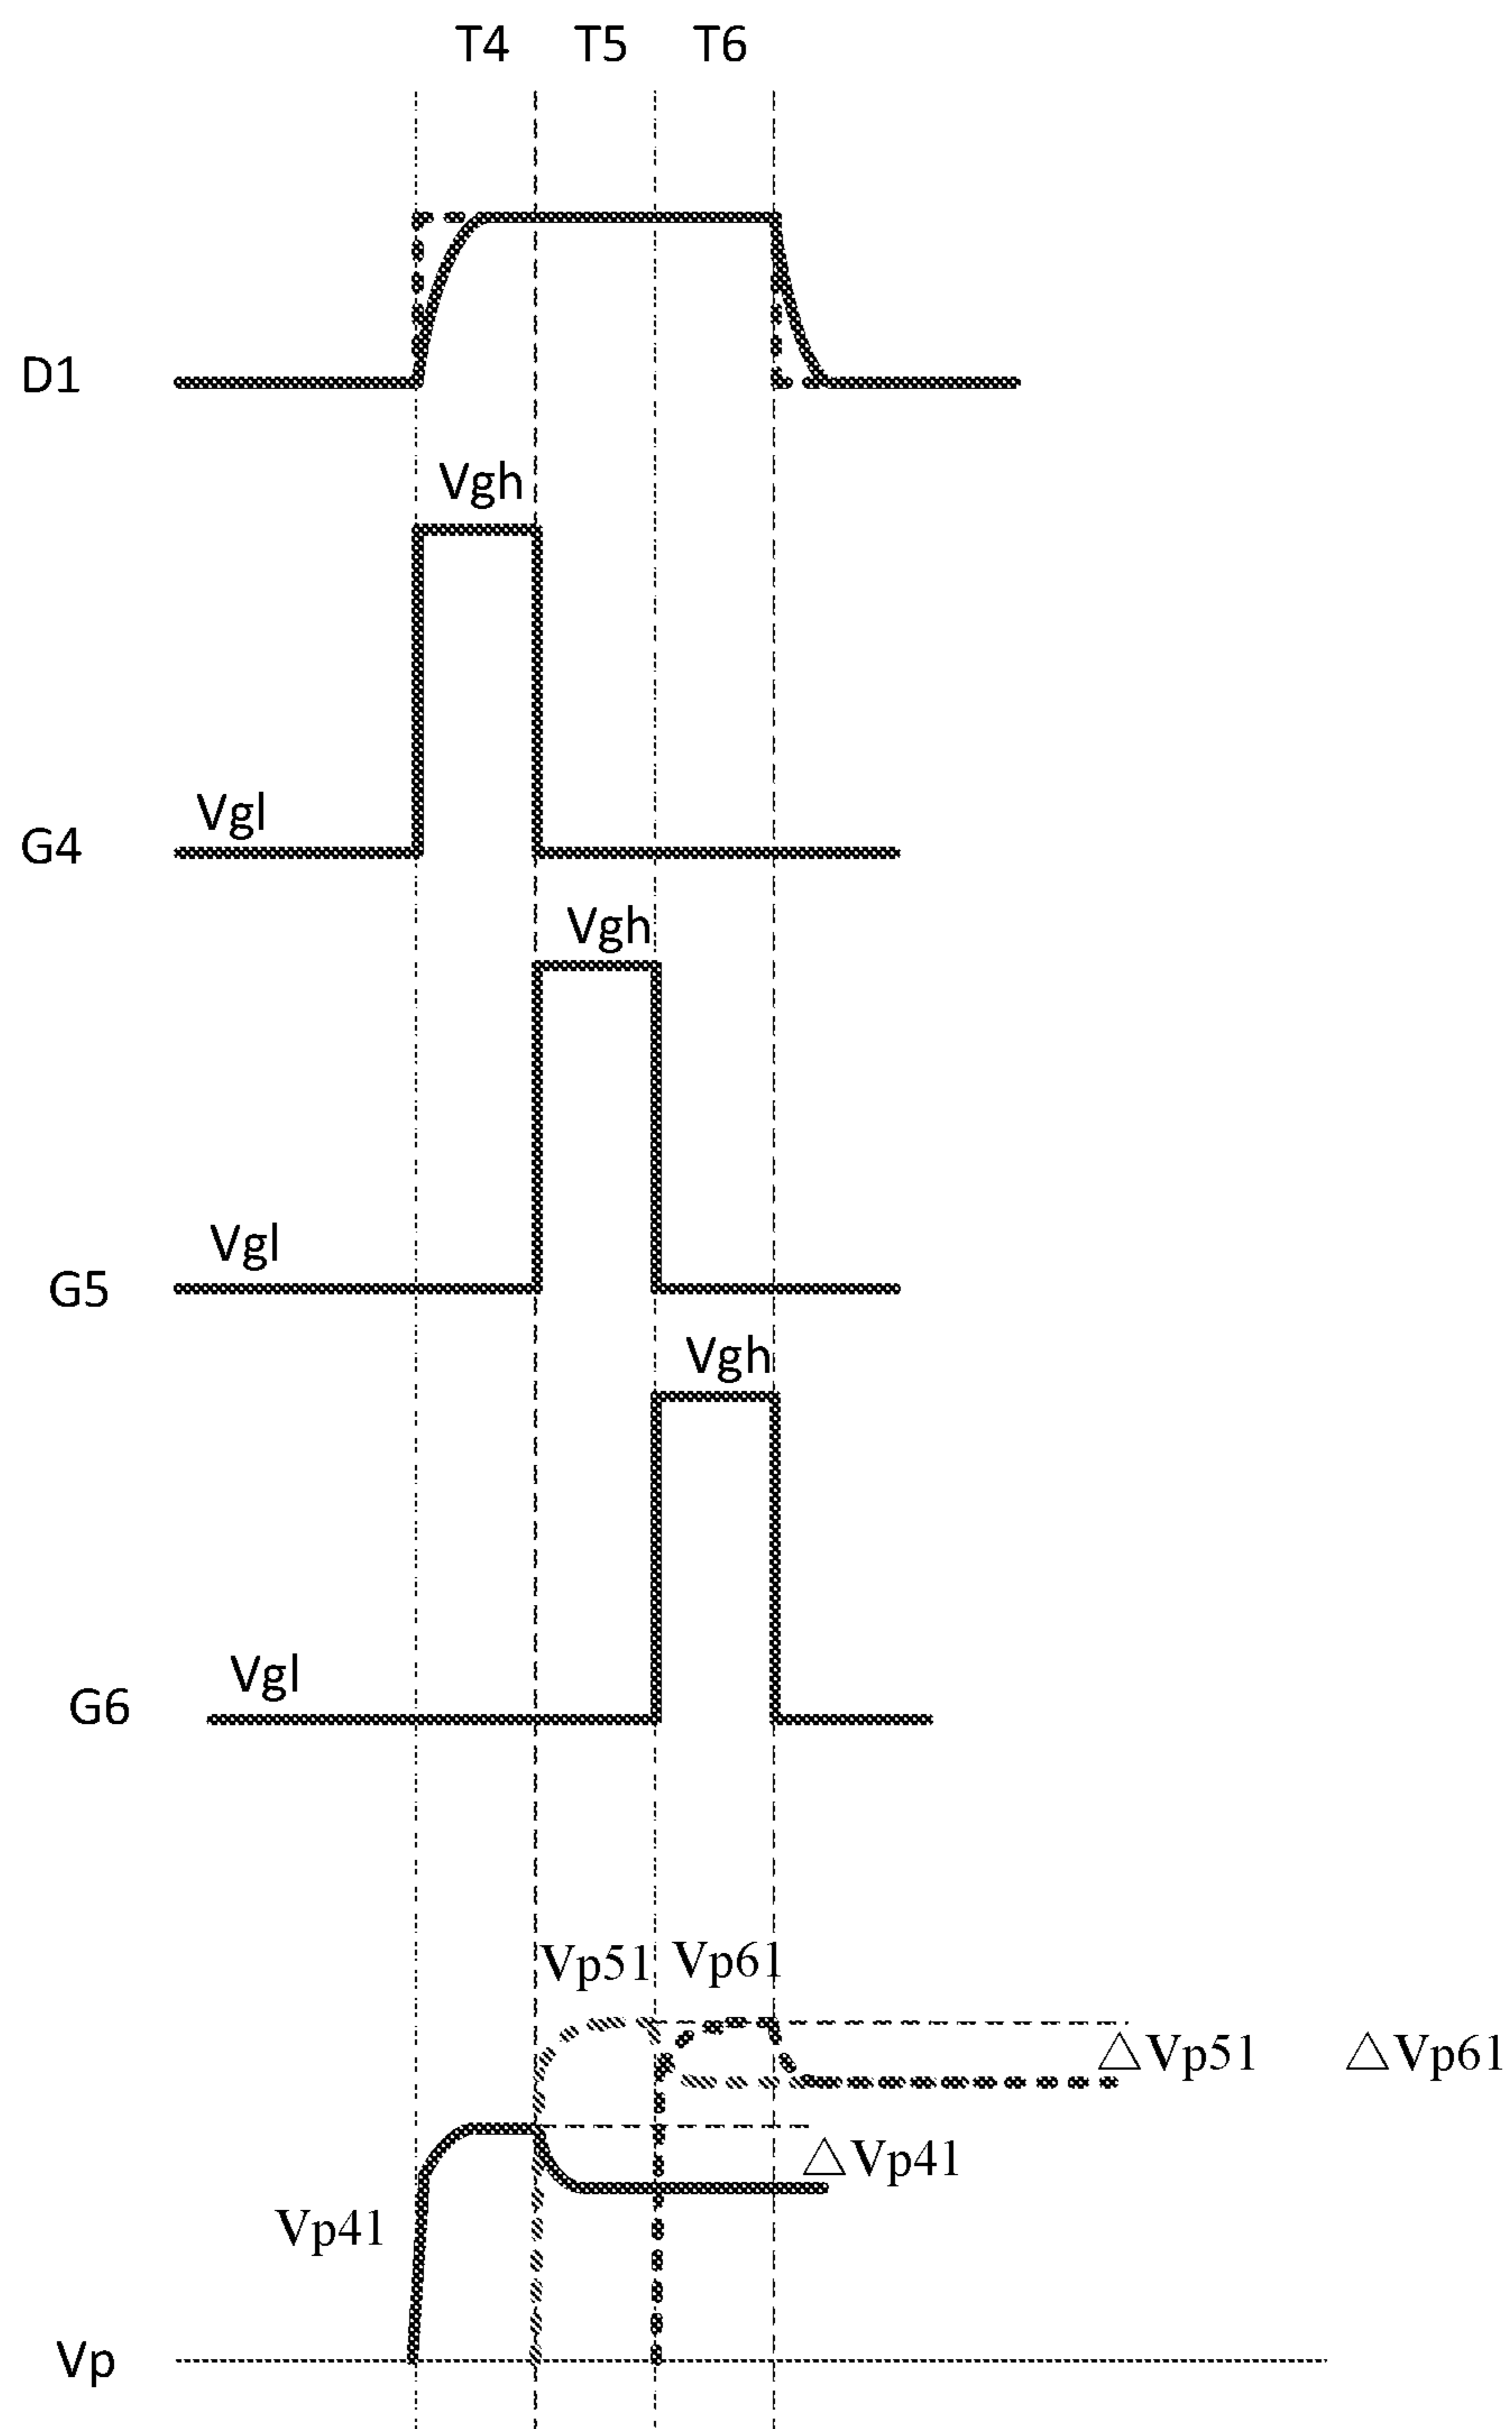 T4 T5 T6
D1
Vgh
Vgl
G4
Vgh
Vgl
G5
Vgh
Vgl
G6
Vp51 Vp61
△Vp51 △Vp61
△Vp41
Vp41
Vp